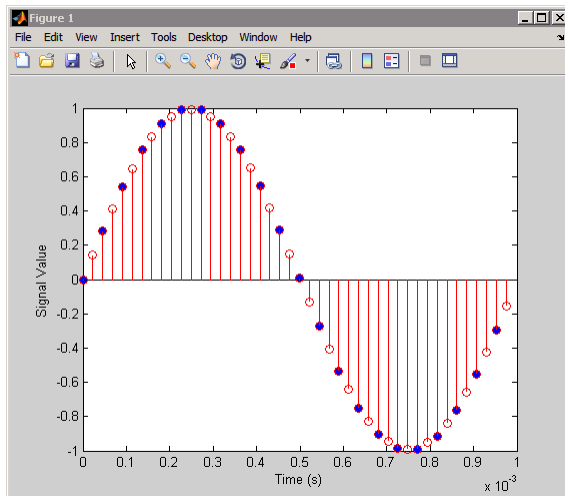 Figure 1
File Edit View Insert Tools Desktop Window Help
1
0.8
0.6
0.4
0.2
0
-0.2
-0.4
-0.6
-0.8
-1
Signal Value
0 0.1 0.2 0.3 0.4 0.5 0.6 0.7 0.8 0.9 1
Time (s)
x 10⁻³